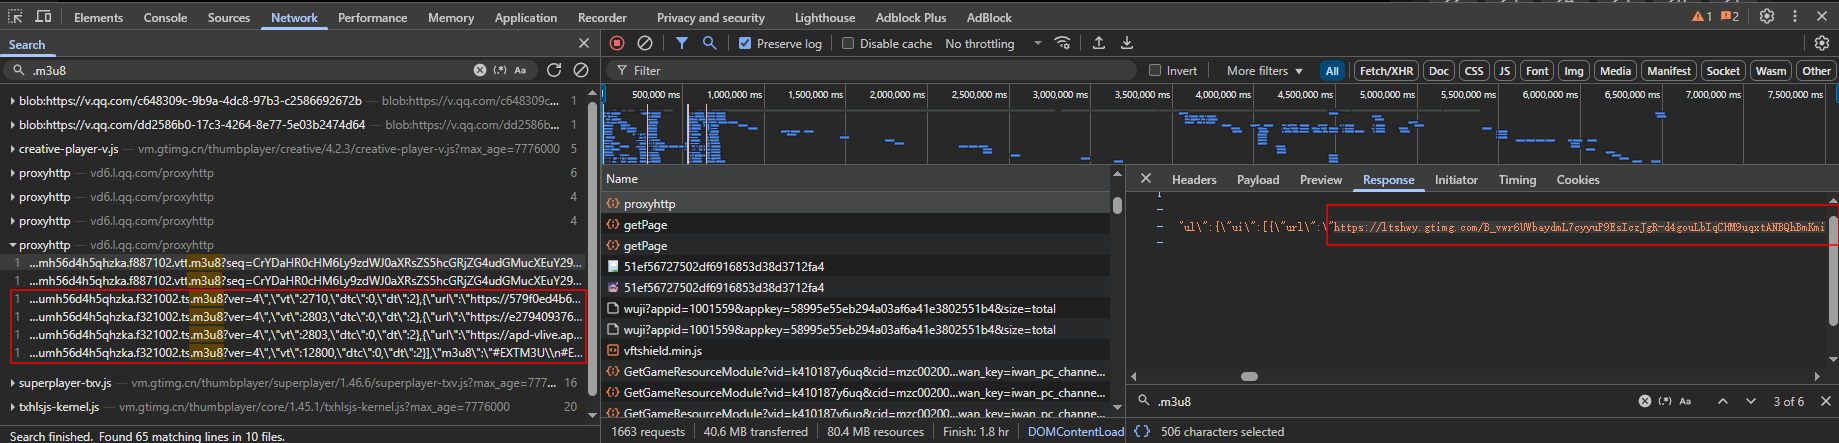 Elements Console Sources Network Performance Memory Application Recorder Privacy and security Lighthouse Adblock Plus AdBlock 1 2
Search
.m3u8
Aa
blob:https://v.qq.com/c648309c-9b9a-4dc8-97b3-c2586692672b — blob:https://v.qq.com/c648309c... 1
blob:https://v.qq.com/dd2586b0-17c3-4264-8e77-5e03b2474d64 — blob:https://v.qq.com/dd2586b... 1
creative-player-v.js — vm.gtimg.cn/thumbplayer/creative/4.2.3/creative-player-v.js?max_age=7776000 5
proxyhttp — vd6.l.qq.com/proxyhttp 6
proxyhttp — vd6.l.qq.com/proxyhttp 4
proxyhttp — vd6.l.qq.com/proxyhttp 4
proxyhttp — vd6.l.qq.com/proxyhttp
1 ...mh56d4h5qhzka.f887102.vtt.m3u8?seq=CrYDaHR0cHM6Ly9zdWJ0aXRsZS5hcGRjZG4udGMucXEuY29...
1 ...mh56d4h5qhzka.f887102.vtt.m3u8?seq=CrYDaHR0cHM6Ly9zdWJ0aXRsZS5hcGRjZG4udGMucXEuY29...
1 ...umh56d4h5qhzka.f321002.ts.m3u8?ver=4\",\"vt\":2710,\"dtc\":0,\"dt\":2},{\"url\":\"https://579f0ed4b6...
1 ...umh56d4h5qhzka.f321002.ts.m3u8?ver=4\",\"vt\":2803,\"dtc\":0,\"dt\":2},{\"url\":\"https://e279409376...
1 ...umh56d4h5qhzka.f321002.ts.m3u8?ver=4\",\"vt\":2803,\"dtc\":0,\"dt\":2},{\"url\":\"https://apd-vlive.ap...
1 ...umh56d4h5qhzka.f321002.ts.m3u8?ver=4\",\"vt\":12800,\"dtc\":0,\"dt\":2}],\"m3u8\":\"#EXTM3U\\n#E...
superplayer-txv.js — vm.gtimg.cn/thumbplayer/superplayer/1.46.6/superplayer-txv.js?max_age=777... 16
txhlsjs-kernel.js — vm.gtimg.cn/thumbplayer/core/1.45.1/txhlsjs-kernel.js?max_age=7776000 20
Search finished. Found 65 matching lines in 10 files.
Preserve log Disable cache No throttling
Filter Invert More filters All Fetch/XHR Doc CSS JS Font Img Media Manifest Socket Wasm Other
500,000 ms 1,000,000 ms 1,500,000 ms 2,000,000 ms 2,500,000 ms 3,000,000 ms 3,500,000 ms 4,000,000 ms 4,500,000 ms 5,000,000 ms 5,500,000 ms 6,000,000 ms 6,500,000 ms 7,000,000 ms 7,500,000 ms
Name
proxyhttp
getPage
getPage
51ef56727502df6916853d38d3712fa4
51ef56727502df6916853d38d3712fa4
wuji?appid=1001559&appkey=58995e55eb294a03af6a41e3802551b4&size=total
wuji?appid=1001559&appkey=58995e55eb294a03af6a41e3802551b4&size=total
vftshield.min.js
GetGameResourceModule?vid=k410187y6uq&cid=mzc00200...wan_key=iwan_pc_channe...
GetGameResourceModule?vid=k410187y6uq&cid=mzc00200...wan_key=iwan_pc_channe...
GetGameResourceModule?vid=k410187y6uq&cid=mzc00200...wan_key=iwan_pc_channe...
1663 requests 40.6 MB transferred 80.4 MB resources Finish: 1.8 hr DOMContentLoad
Headers Payload Preview Response Initiator Timing Cookies
1
"ul\":{\"ui\":[{\"url\":\"https://ltshwy.gtimg.com/B_vwr6UWbaydmL7cyyuP9EsIczJgR-d4gouLbIqCHM9uqxtANBQhBmKmi
.m3u8 Aa 3 of 6
{} 506 characters selected